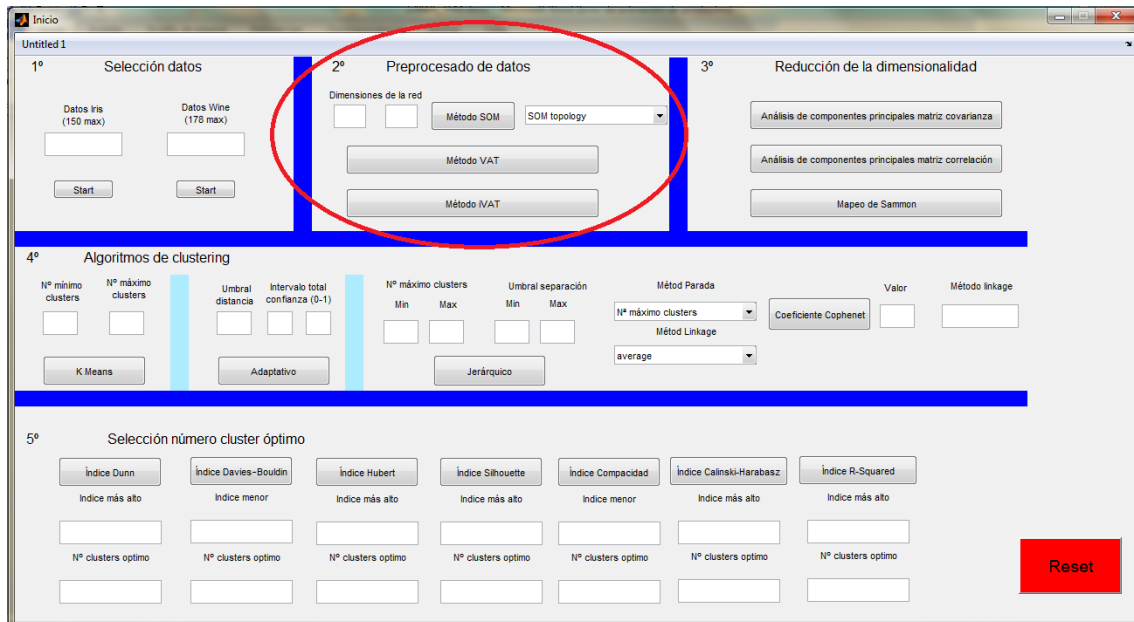 Inicio
Untitled 1
1º Selección datos
Datos Iris
(150 max)
Datos Wine
(178 max)
Start
Start
2º Preprocesado de datos
Dimensiones de la red
Método SOM
SOM topology
Método VAT
Método iVAT
3º Reducción de la dimensionalidad
Análisis de componentes principales matriz covarianza
Análisis de componentes principales matriz correlación
Mapeo de Sammon
4º Algoritmos de clustering
Nº mínimo
clusters
Nº máximo
clusters
K Means
Umbral
distancia
Intervalo total
confianza (0-1)
Adaptativo
Nº máximo clusters
Min Max
Umbral separación
Min Max
Jerárquico
Métod Parada
Nª máximo clusters
Métod Linkage
average
Coeficiente Cophenet
Valor
Método linkage
5º Selección número cluster óptimo
Índice Dunn
Indice más alto
Nº clusters optimo
Índice Davies-Bouldin
Indice menor
Nº clusters optimo
Índice Hubert
Indice más alto
Nº clusters optimo
Índice Silhouette
Indice más alto
Nº clusters optimo
Índice Compacidad
Indice menor
Nº clusters optimo
Índice Calinski-Harabasz
Indice más alto
Nº clusters optimo
Índice R-Squared
Indice más alto
Nº clusters optimo
Reset